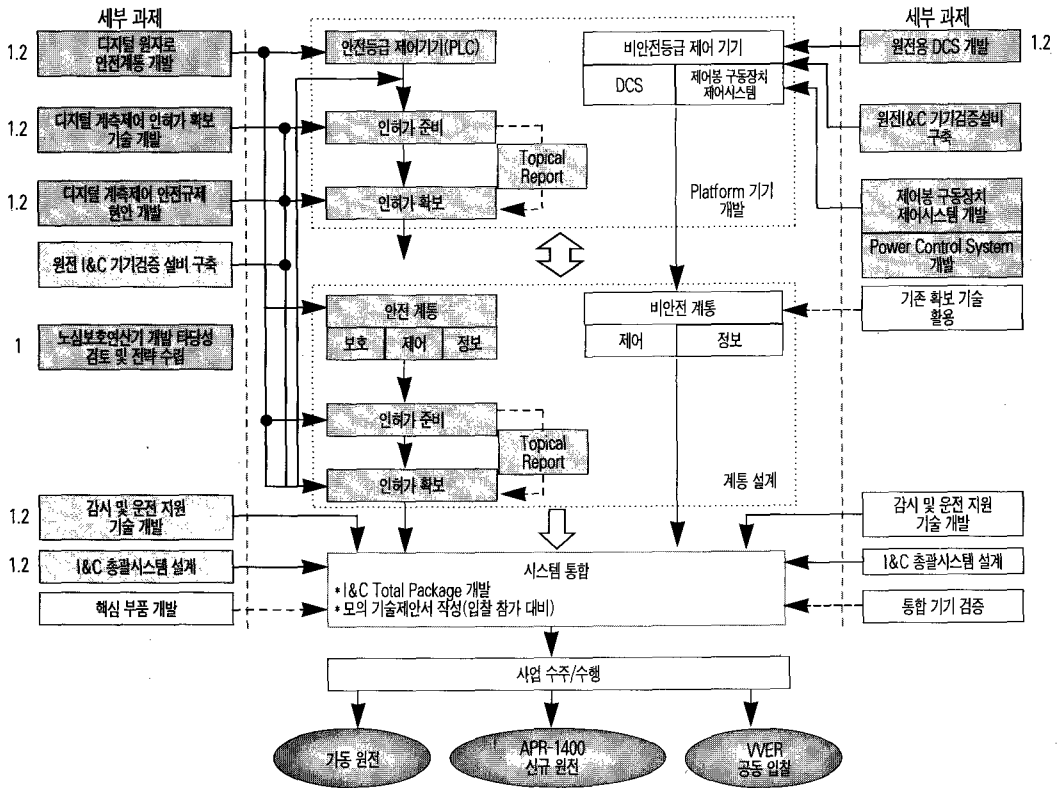 세부 과제
1.2
디지털 원자로
안전계통 개발
1.2
디지털 계측제어 인허가 확보
기술 개발
1.2
디지털 계측제어 안전규제
현안 개발
원전 I&C 기기검증 설비 구축
1
노심보호연산기 개발 타당성
검토 및 전략 수립
1.2
감시 및 운전 지원
기술 개발
1.2
I&C 총괄시스템 설계
핵심 부품 개발
안전등급 제어기기(PLC)
인허가 준비
Topical
Report
인허가 확보
비안전등급 제어 기기
DCS
제어봉 구동장치
제어시스템
Platform 기기
개발
안전 계통
보호
제어
정보
인허가 준비
Topical
Report
인허가 확보
비안전 계통
제어
정보
계통 설계
시스템 통합
*I&C Total Package 개발
*모의 기술제안서 작성(입찰 참가 대비)
사업 수주/수행
가동 원전
APR-1400
신규 원전
VVER
공동 입찰
세부 과제
원전용 DCS 개발
1.2
원전I&C 기기검증설비
구축
제어봉 구동장치
제어시스템 개발
Power Control System
개발
기존 확보 기술
활용
감시 및 운전 지원
기술 개발
I&C 총괄시스템 설계
통합 기기 검증